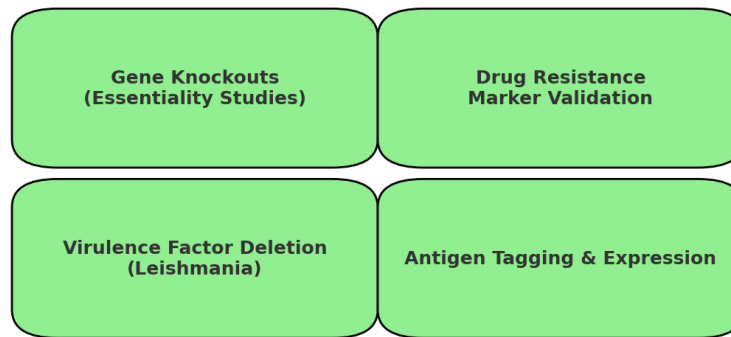 Gene Knockouts
(Essentiality Studies)
Drug Resistance
Marker Validation
Virulence Factor Deletion
(Leishmania)
Antigen Tagging & Expression